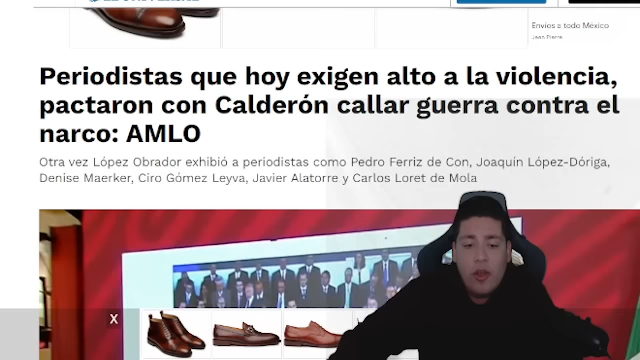 Envíos a todo México
Jean Pierre
Periodistas que hoy exigen alto a la violencia,
pactaron con Calderón callar guerra contra el
narco: AMLO
Otra vez López Obrador exhibió a periodistas como Pedro Ferriz de Con, Joaquín López-Dóriga,
Denise Maerker, Ciro Gómez Leyva, Javier Alatorre y Carlos Loret de Mola
X